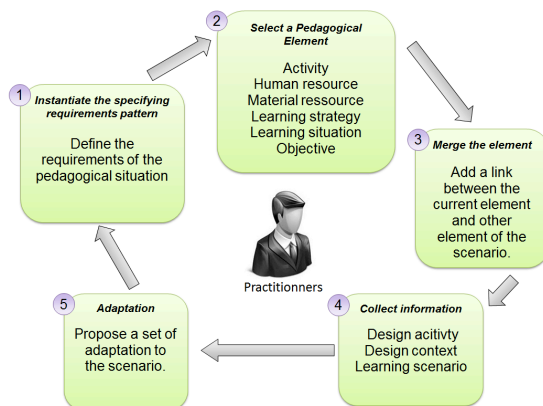 1
Instantiate the specifying
requirements pattern
Define the
requirements of the
pedagogical situation
2
Select a Pedagogical
Element
Activity
Human resource
Material ressource
Learning strategy
Learning situation
Objective
3
Merge the element
Add a link
between the
current element
and other
element of the
scenario.
4
Collect information
Design acitivty
Design context
Learning scenario
5
Adaptation
Propose a set of
adaptation to
the scenario.
Practitionners